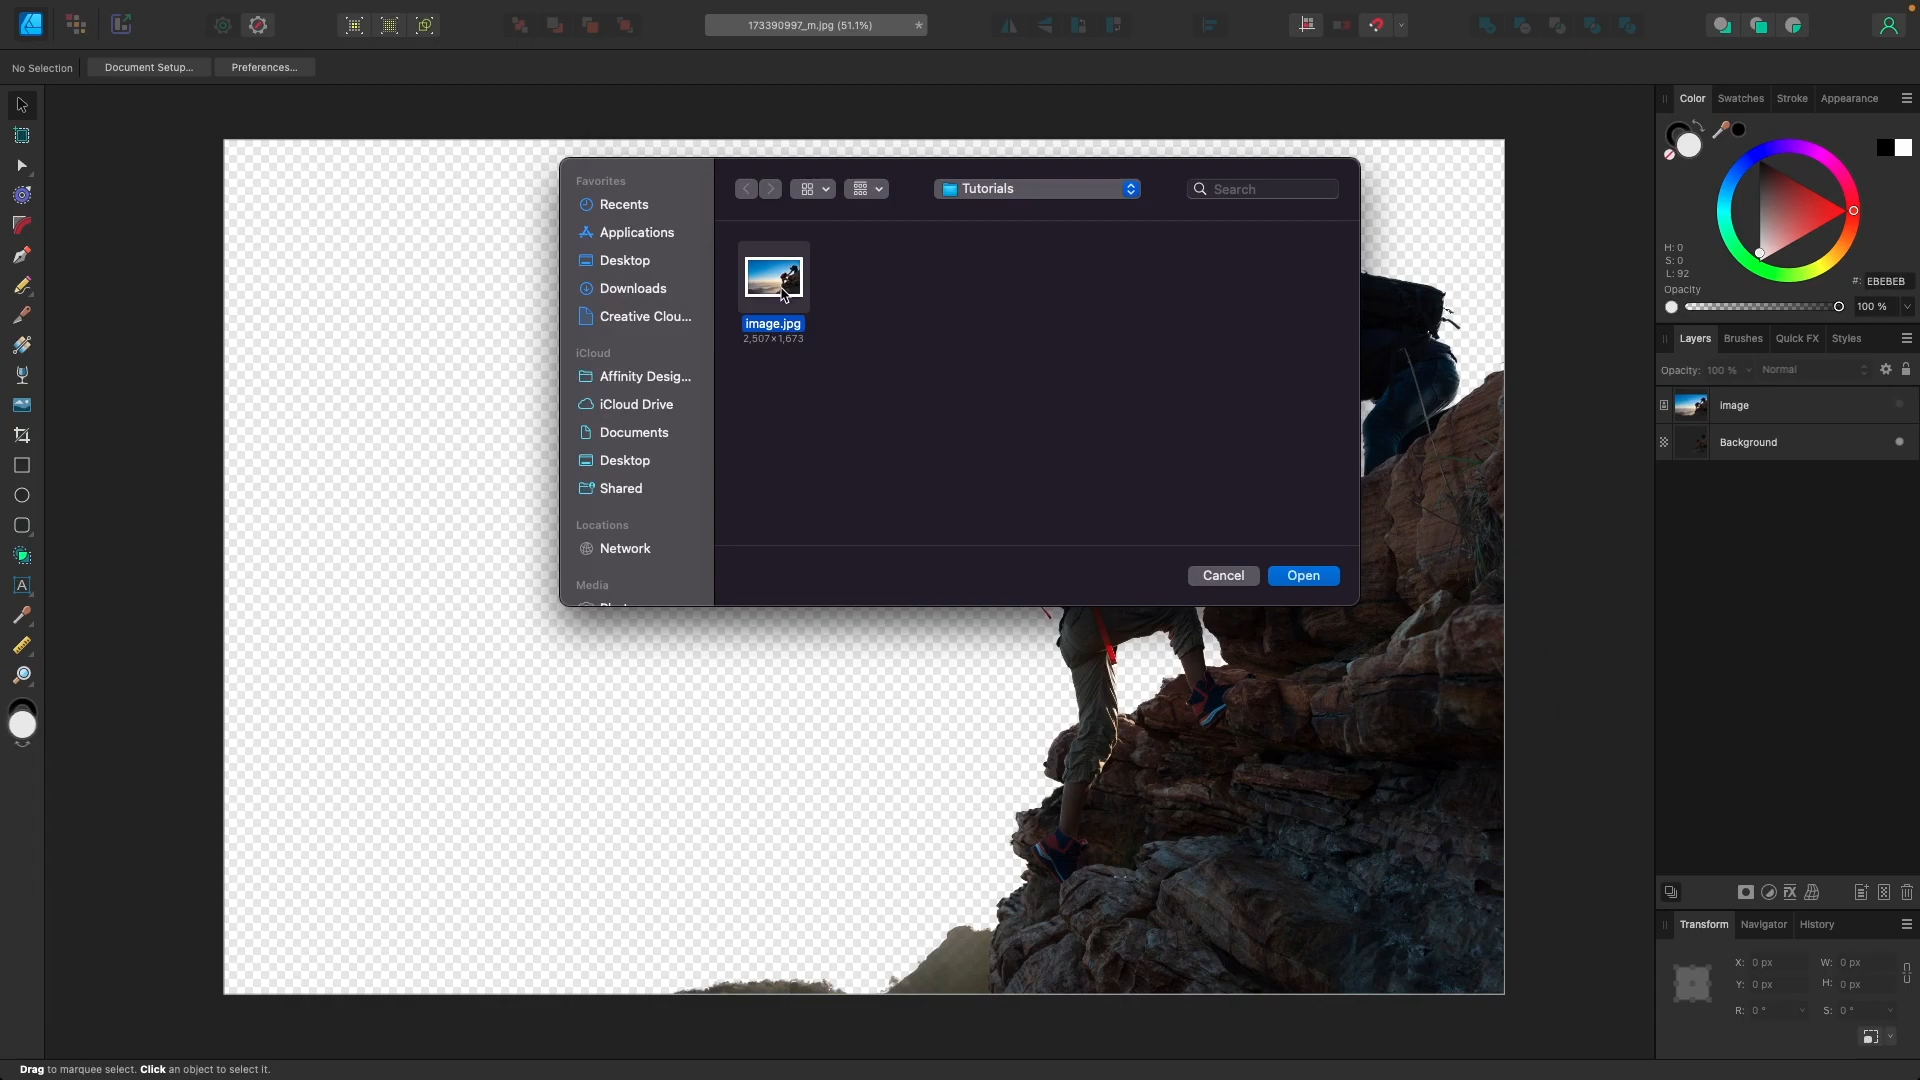 173390997_m.jpg (51.1%) *
No Selection
Document Setup...
Preferences...
Color Swatches Stroke Appearance
H: 0
S: 0
L: 92
#: EBEBEB
Opacity
100 %
Layers Brushes Quick FX Styles
Opacity: 100 % Normal
image
Background
Transform Navigator History
X: 0 px W: 0 px
Y: 0 px H: 0 px
R: 0 ° S: 0 °
Favorites
Recents
Applications
Desktop
Downloads
Creative Clou...
iCloud
Affinity Desig...
iCloud Drive
Documents
Desktop
Shared
Locations
Network
Media
Tutorials
Search
image.jpg
2,507×1,673
Cancel Open
Drag to marquee select. Click an object to select it.